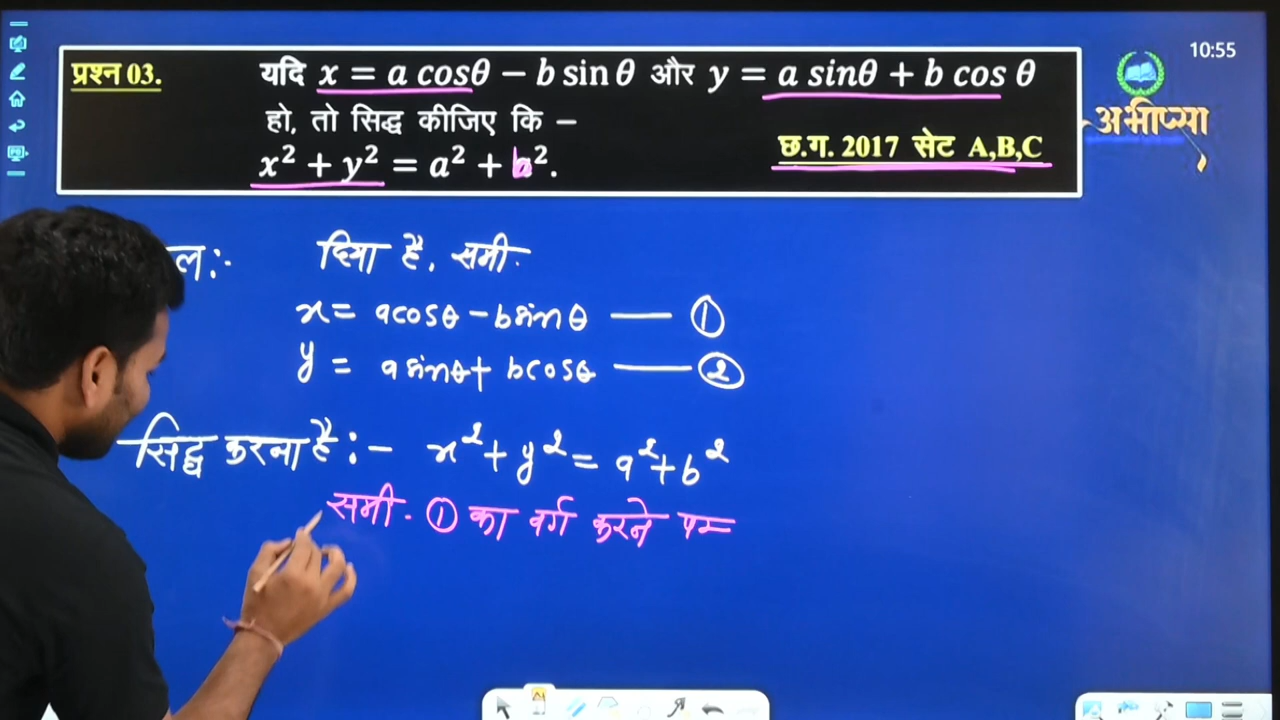 10:55
प्रश्न 03. यदि x = a cosθ − b sin θ और y = a sinθ + b cos θ
हो, तो सिद्ध कीजिए कि −
छ.ग. 2017 सेट A,B,C
x² + y² = a² + b².
अभीप्सा
ल:- दिया है, समी.
x = acosθ - bsinθ — ①
y = asinθ + bcosθ — ②
सिद्ध करना है :- x² + y² = a² + b²
समी. ① का वर्ग करने पर